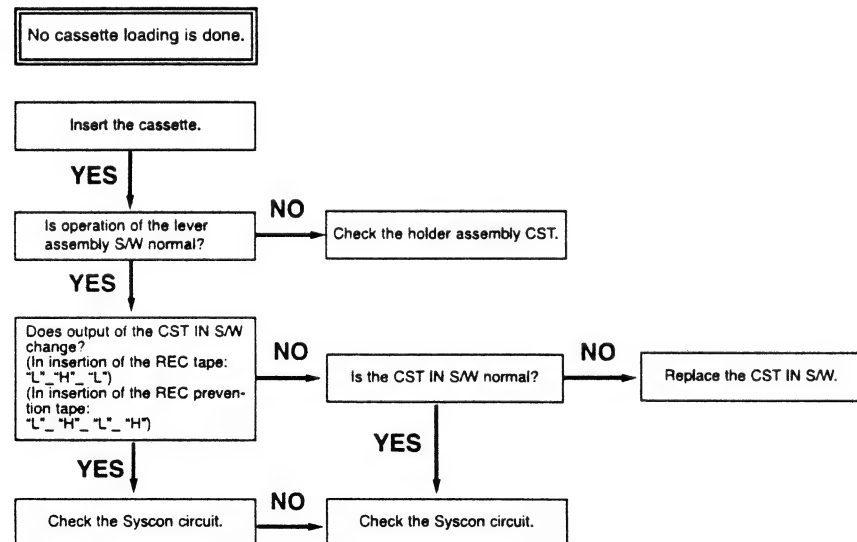 No cassette loading is done.
Insert the cassette.
YES
Is operation of the lever
assembly S/W normal?
NO
Check the holder assembly CST.
YES
Does output of the CST IN S/W
change?
(In insertion of the REC tape:
“L”_“H”_ “L”)
(In insertion of the REC preven-
tion tape:
“L”_ “H”_ “L”_ “H”)
NO
Is the CST IN S/W normal?
NO
Replace the CST IN S/W.
YES
YES
Check the Syscon circuit.
NO
Check the Syscon circuit.